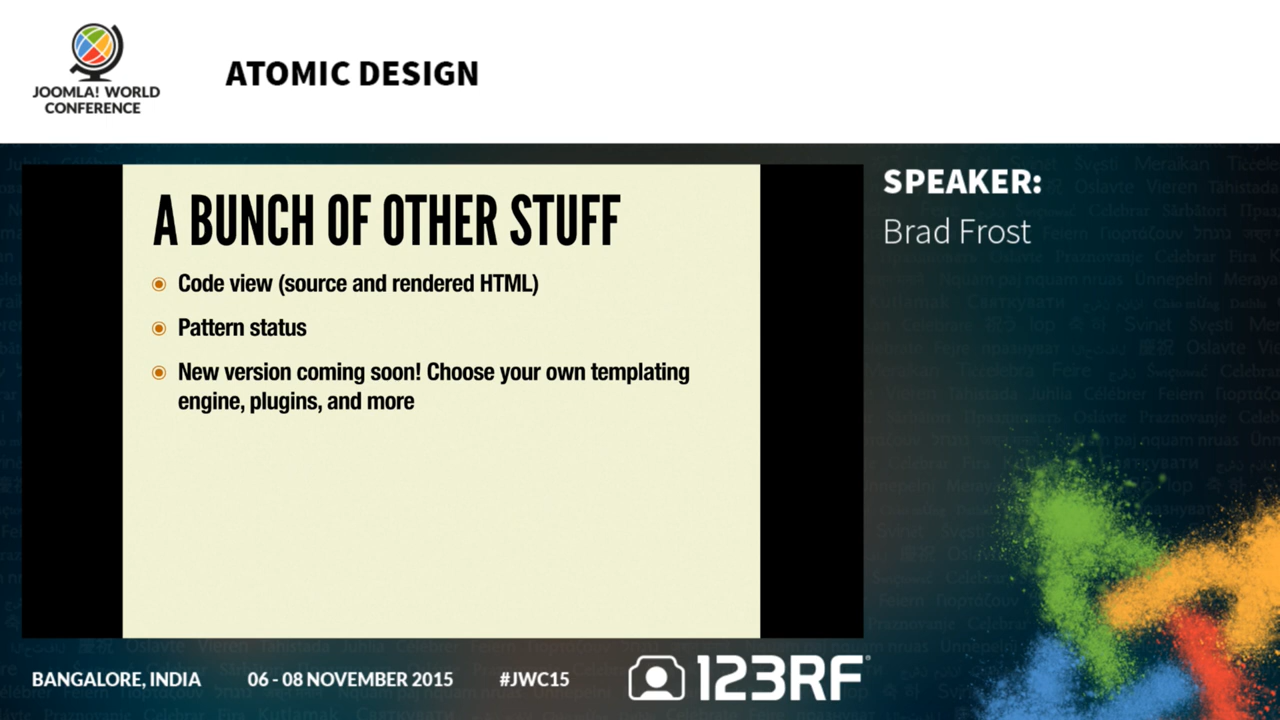 JOOMLA! WORLD
CONFERENCE
ATOMIC DESIGN
A BUNCH OF OTHER STUFF
Code view (source and rendered HTML)
Pattern status
New version coming soon! Choose your own templating
engine, plugins, and more
SPEAKER:
Brad Frost
BANGALORE, INDIA
06 - 08 NOVEMBER 2015
#JWC15
123RF®